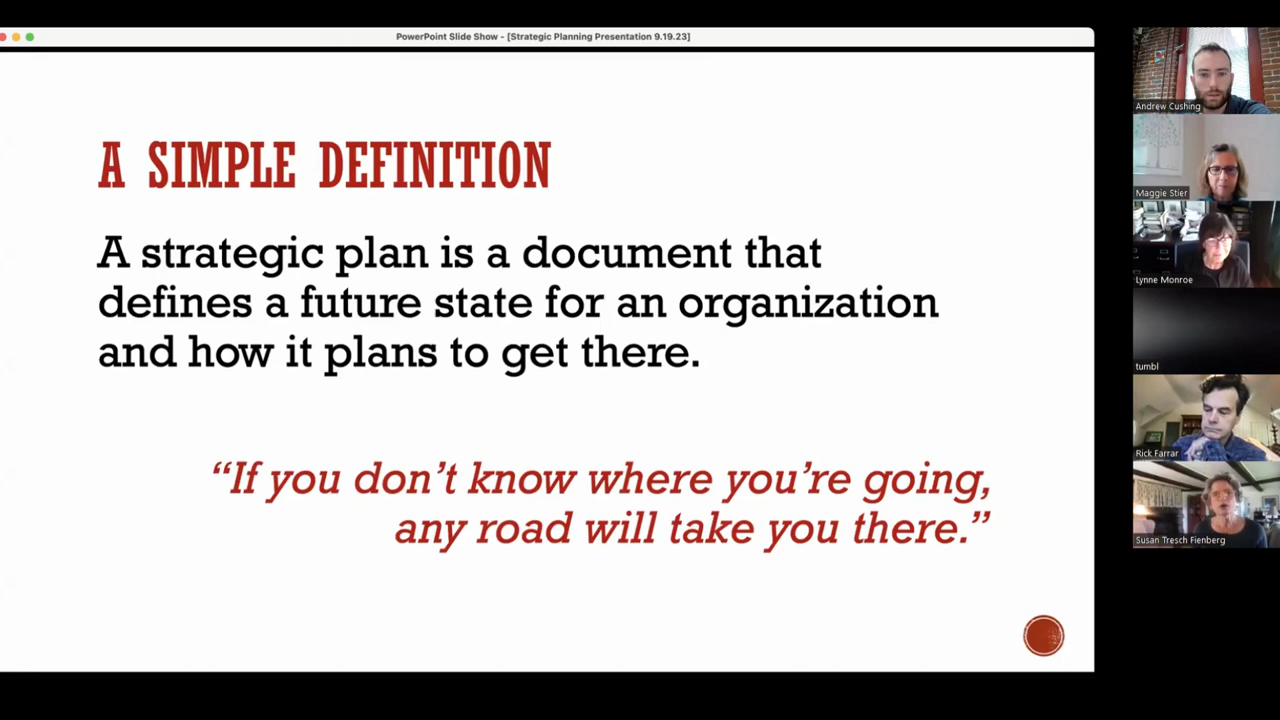 PowerPoint Slide Show - [Strategic Planning Presentation 9.19.23]
A SIMPLE DEFINITION
A strategic plan is a document that
defines a future state for an organization
and how it plans to get there.
“If you don’t know where you’re going,
any road will take you there.”
Andrew Cushing
Maggie Stier
Lynne Monroe
tumbl
Rick Farrar
Susan Tresch Fienberg